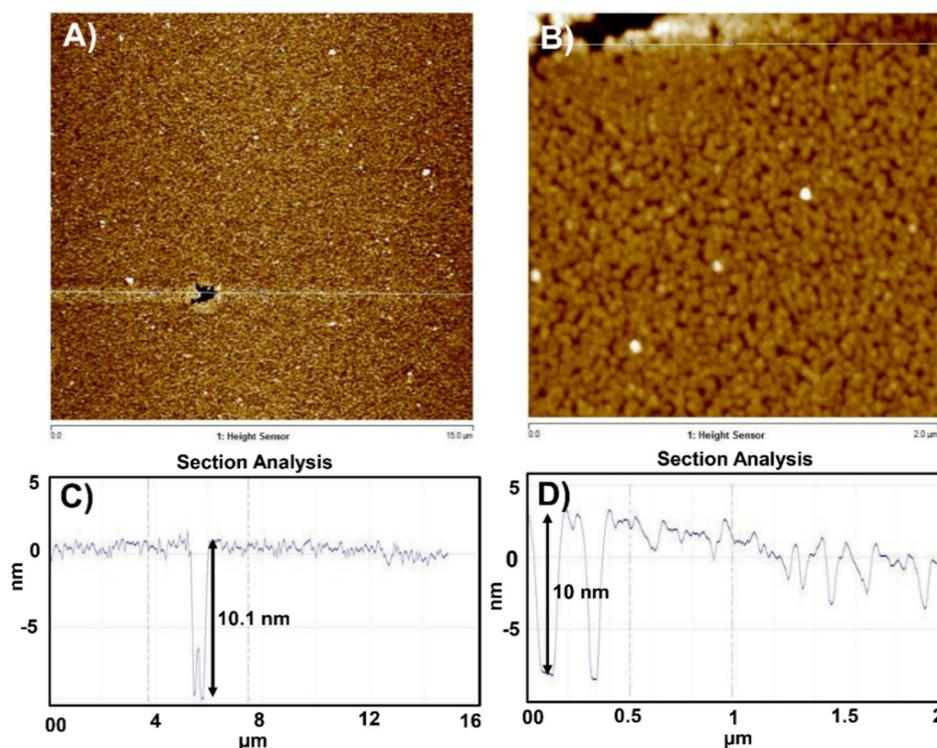 A)
B)
0.0 1: Height Sensor 15.0 µm
0.0 1: Height Sensor 2.0 µm
Section Analysis
Section Analysis
C)
5
0
-5
nm
10.1 nm
00 4 8 12 16
µm
D)
5
0
-5
nm
10 nm
00 0.5 1 1.5 2
µm